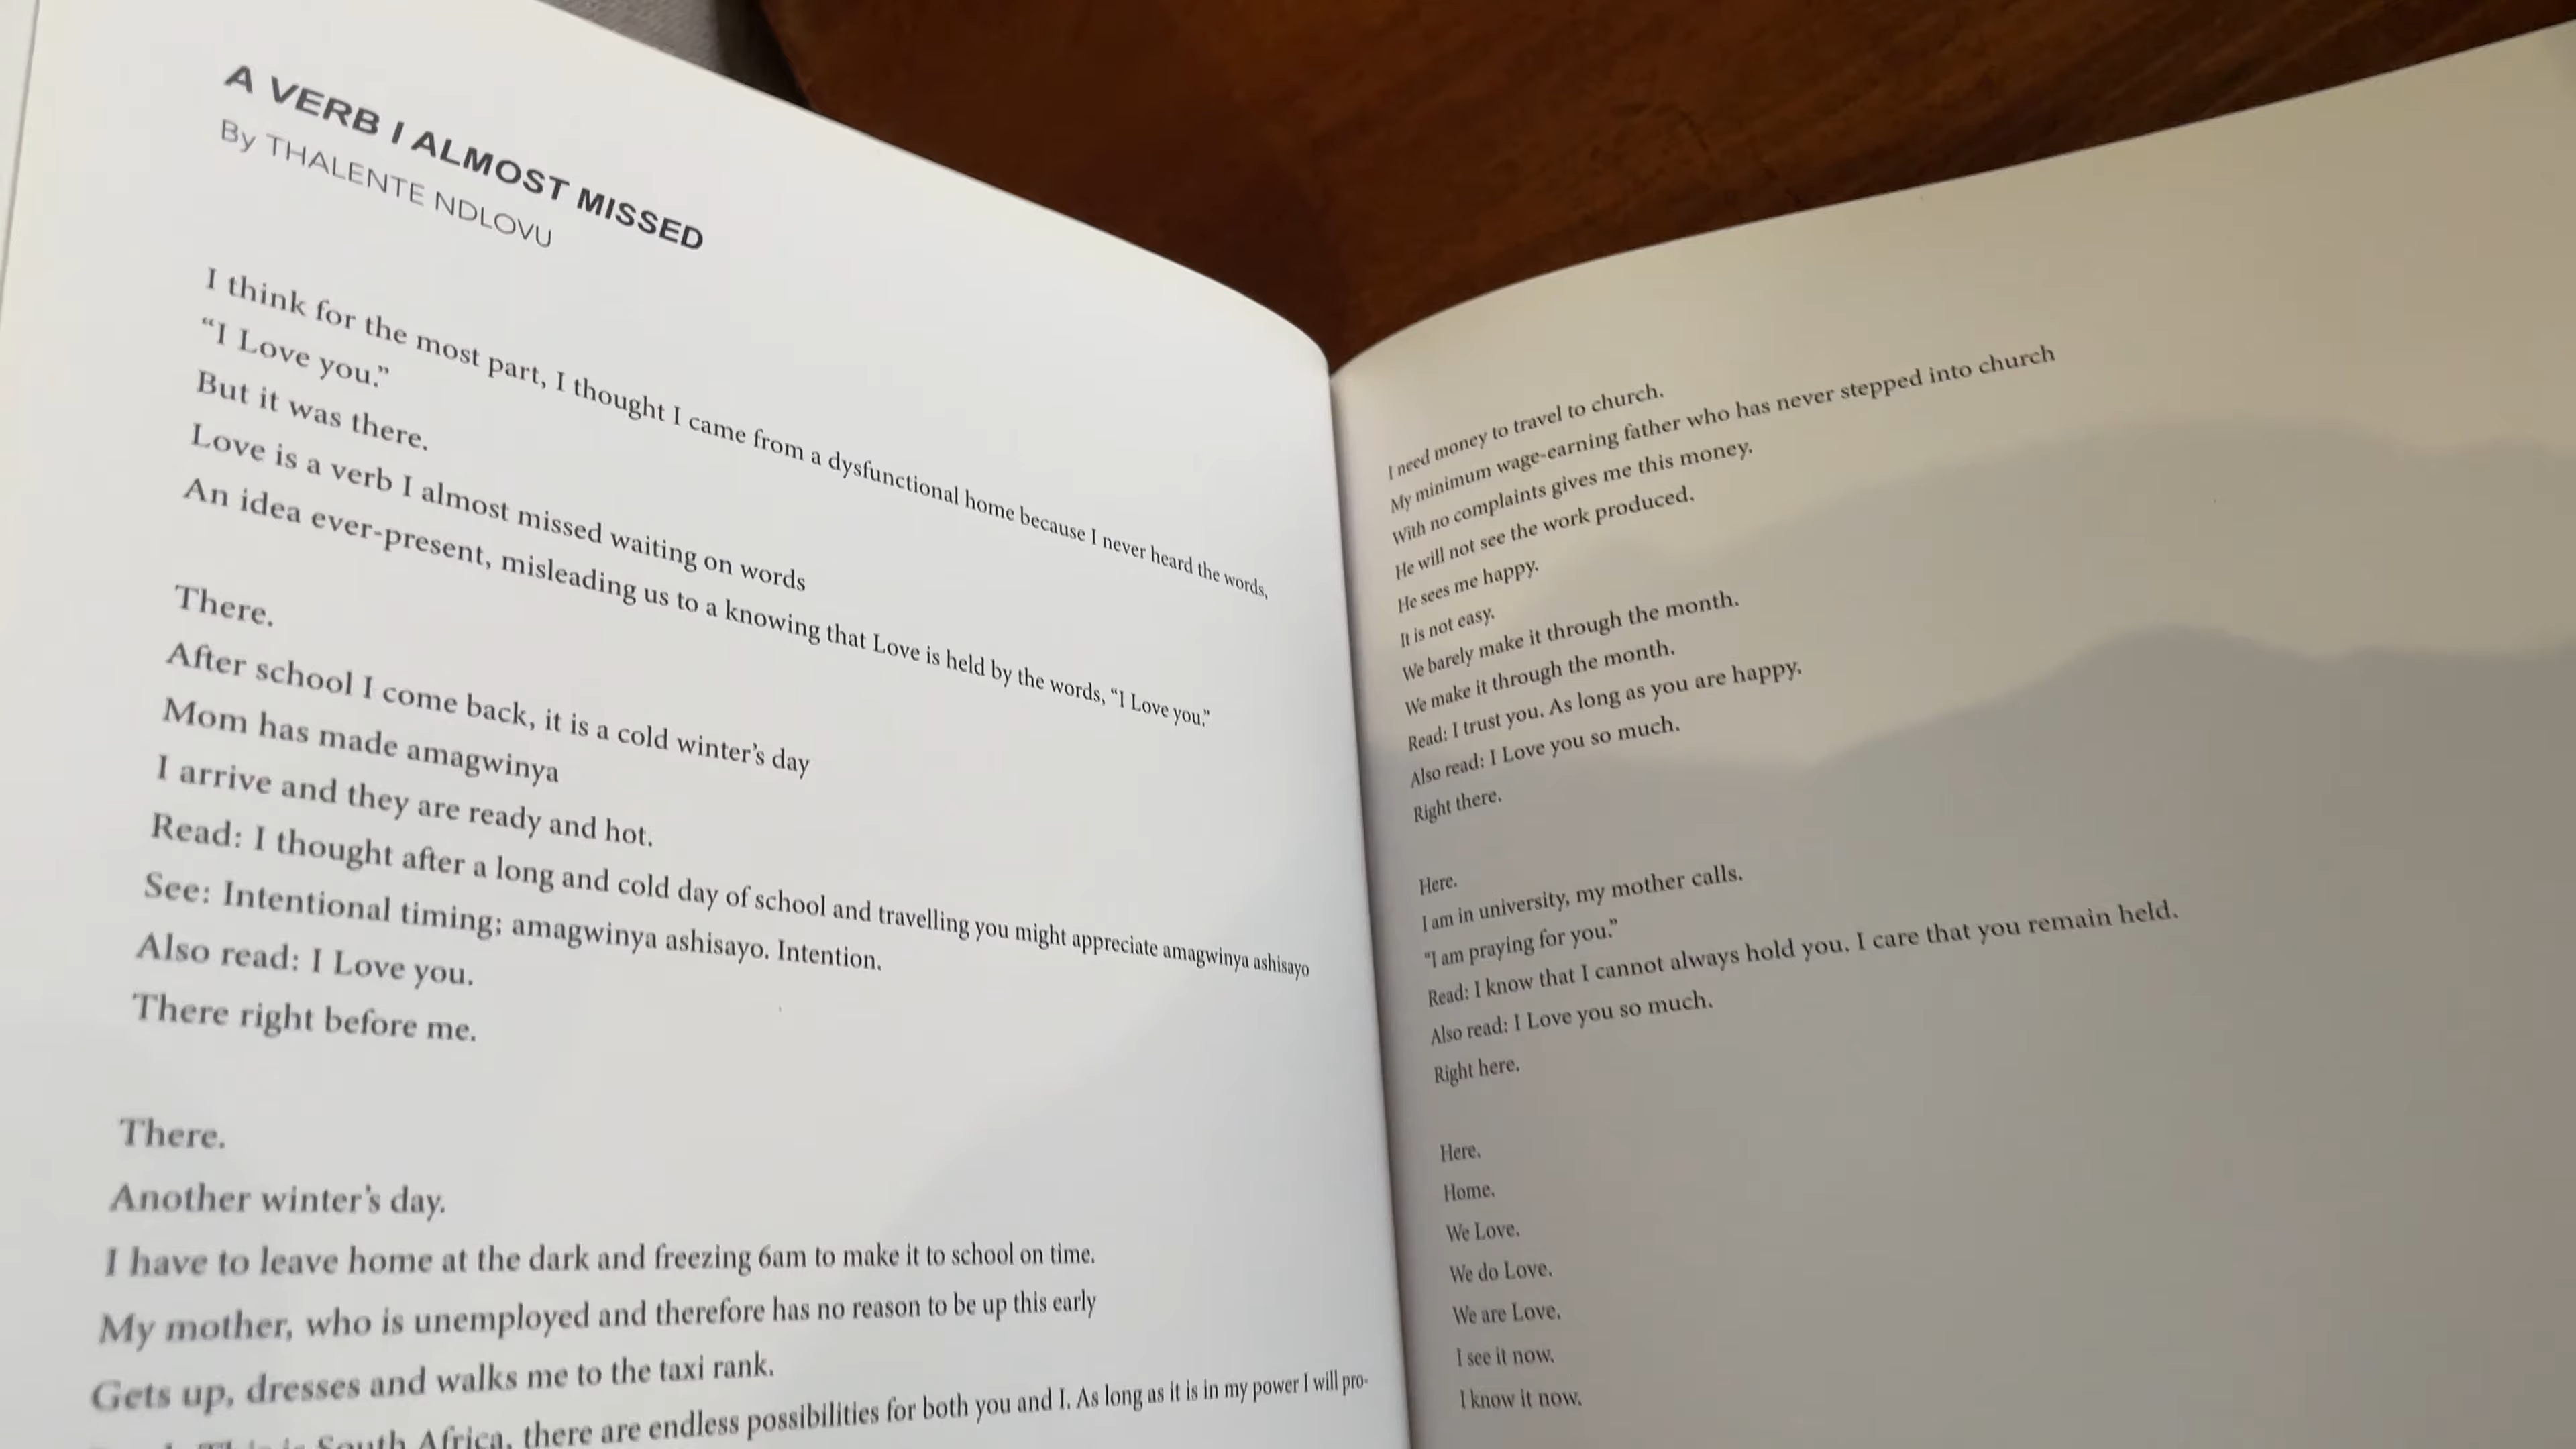 A VERB I ALMOST MISSED
By THALENTE NDLOVU
I think for the most part, I thought I came from a dysfunctional home because I never heard the words,
“I Love you.”
But it was there.
Love is a verb I almost missed waiting on words
An idea ever-present, misleading us to a knowing that Love is held by the words, “I Love you.”
There.
After school I come back, it is a cold winter’s day
Mom has made amagwinya
I arrive and they are ready and hot.
Read: I thought after a long and cold day of school and travelling you might appreciate amagwinya ashisayo
See: Intentional timing; amagwinya ashisayo. Intention.
Also read: I Love you.
There right before me.
There.
Another winter’s day.
I have to leave home at the dark and freezing 6am to make it to school on time.
My mother, who is unemployed and therefore has no reason to be up this early
Gets up, dresses and walks me to the taxi rank.
South Africa, there are endless possibilities for both you and I. As long as it is in my power I will pro-
I need money to travel to church.
My minimum wage-earning father who has never stepped into church
With no complaints gives me this money.
He will not see the work produced.
He sees me happy.
It is not easy.
We barely make it through the month.
We make it through the month.
Read: I trust you. As long as you are happy.
Also read: I Love you so much.
Right there.
Here.
I am in university, my mother calls.
“I am praying for you.”
Read: I know that I cannot always hold you. I care that you remain held.
Also read: I Love you so much.
Right here.
Here.
Home.
We Love.
We do Love.
We are Love.
I see it now.
I know it now.